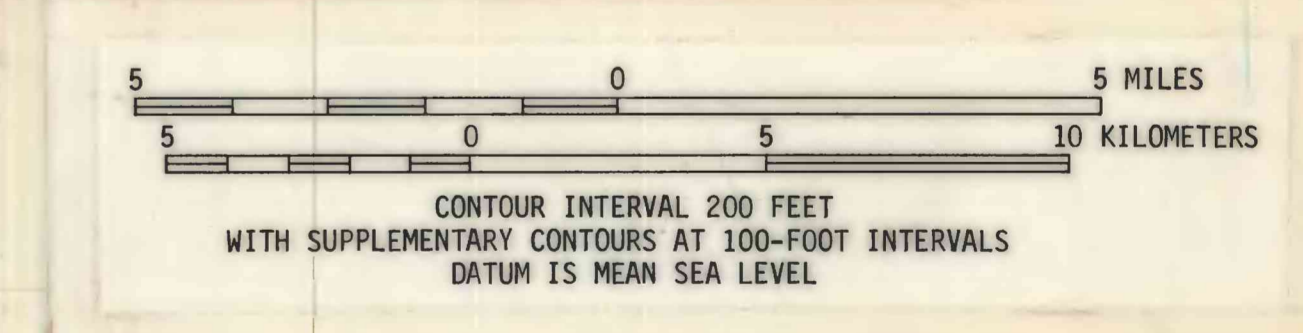 5 0 5 MILES
5 0 5 10 KILOMETERS
CONTOUR INTERVAL 200 FEET
WITH SUPPLEMENTARY CONTOURS AT 100-FOOT INTERVALS
DATUM IS MEAN SEA LEVEL